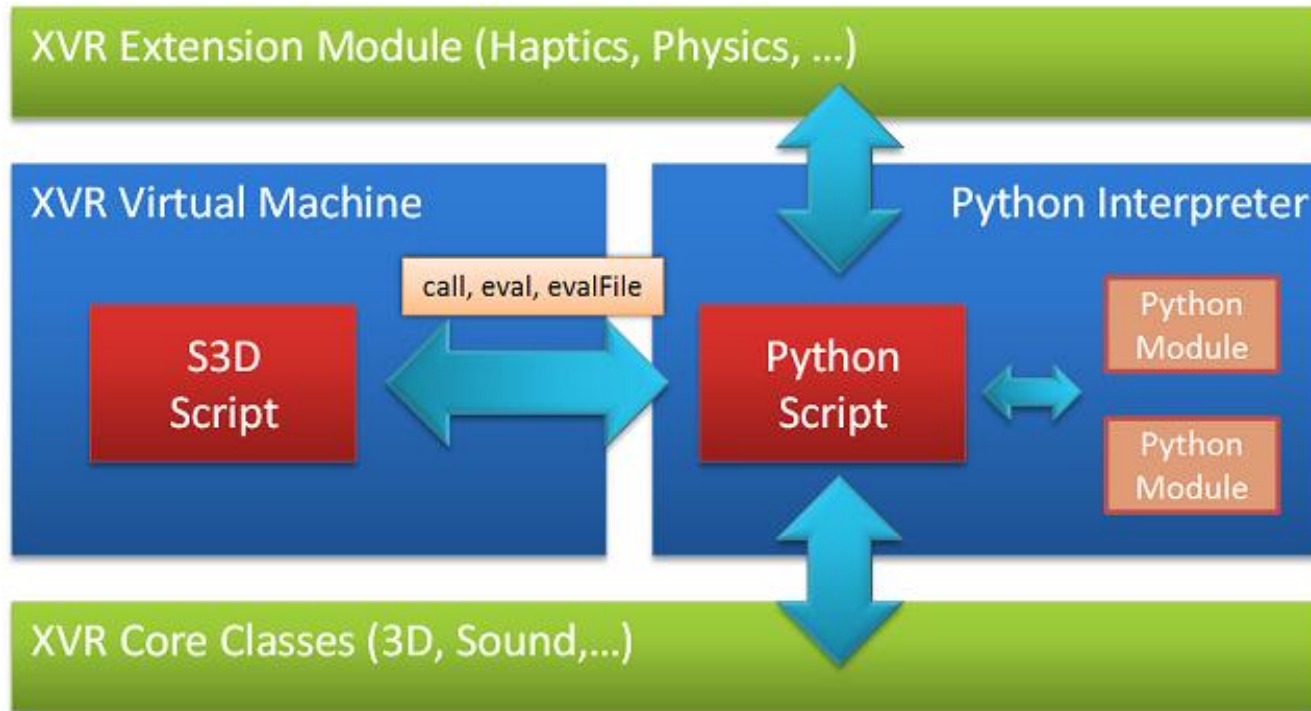 XVR Extension Module (Haptics, Physics, ...)
XVR Virtual Machine
Python Interpreter
call, eval, evalFile
S3D
Script
Python
Script
Python
Module
Python
Module
XVR Core Classes (3D, Sound,...)